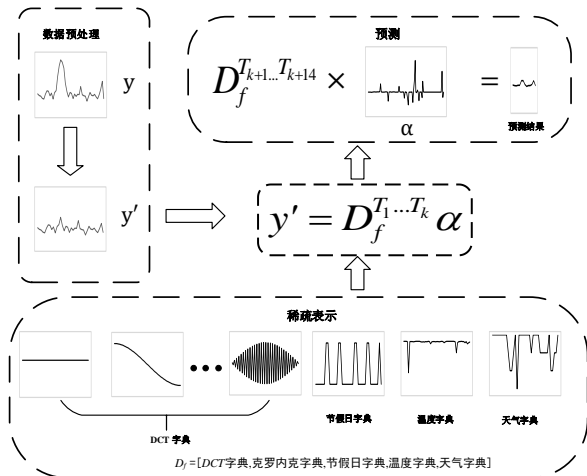 数据预处理
y
y′
预测
D_f^{T_{k+1}...T_{k+14}} × α =
预测结果
y′ = D_f^{T_1...T_k} α
稀疏表示
DCT 字典
节假日字典
温度字典
天气字典
D_f =[DCT字典,克罗内克字典,节假日字典,温度字典,天气字典]